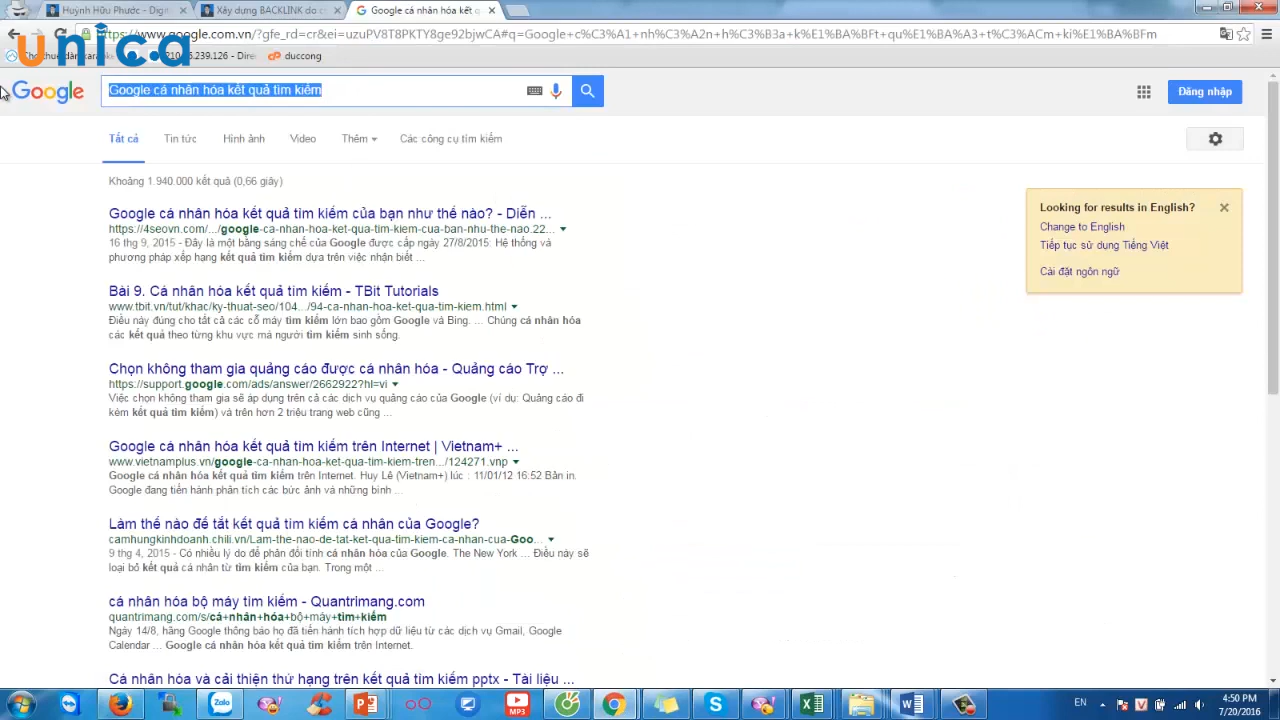 Huỳnh Hữu Phước - Digit
Xây dựng BACKLINK do c
Google cá nhân hóa kết qu
https://www.google.com.vn/?gfe_rd=cr&ei=uzuPV8T8PKTY8ge92bjwCA#q=Google+c%C3%A1+nh%C3%A2n+h%C3%B3a+k%E1%BA%BFt+qu%E1%BA%A3+t%C3%ACm+ki%E1%BA%BFm
unica
239.131 - Dire
duccong
Google
Google cá nhân hóa kết quả tìm kiếm
Đăng nhập
Tất cả
Tin tức
Hình ảnh
Video
Thêm
Các công cụ tìm kiếm
Khoảng 1.940.000 kết quả (0,66 giây)
Google cá nhân hóa kết quả tìm kiếm của bạn như thế nào? - Diễn ...
https://4seovn.com/.../google-ca-nhan-hoa-ket-qua-tim-kiem-cua-ban-nhu-the-nao.22...
16 thg 9, 2015 - Đây là một bằng sáng chế của Google được cấp ngày 27/8/2015: Hệ thống và
phương pháp xếp hạng kết quả tìm kiếm dựa trên việc nhận biết ...
Bài 9. Cá nhân hóa kết quả tìm kiếm - TBit Tutorials
www.tbit.vn/tut/khac/ky-thuat-seo/104.../94-ca-nhan-hoa-ket-qua-tim-kiem.html
Điều này đúng cho tất cả các cỗ máy tìm kiếm lớn bao gồm Google và Bing. ... Chúng cá nhân hóa
các kết quả theo từng khu vực mà người tìm kiếm sinh sống.
Chọn không tham gia quảng cáo được cá nhân hóa - Quảng cáo Trợ ...
https://support.google.com/ads/answer/2662922?hl=vi
Việc chọn không tham gia sẽ áp dụng trên cả các dịch vụ quảng cáo của Google (ví dụ: Quảng cáo đi
kèm kết quả tìm kiếm) và trên hơn 2 triệu trang web cũng ...
Google cá nhân hóa kết quả tìm kiếm trên Internet | Vietnam+ ...
www.vietnamplus.vn/google-ca-nhan-hoa-ket-qua-tim-kiem-tren.../124271.vnp
Google cá nhân hóa kết quả tìm kiếm trên Internet. Huy Lê (Vietnam+) lúc : 11/01/12 16:52 Bản in.
Google đang tiến hành phân tích các bức ảnh và những bình ...
Làm thế nào để tắt kết quả tìm kiếm cá nhân của Google?
camhungkinhdoanh.chili.vn/Lam-the-nao-de-tat-ket-qua-tim-kiem-ca-nhan-cua-Goo...
9 thg 4, 2015 - Có nhiều lý do để phản đối tính cá nhân hóa của Google. The New York ... Điều này sẽ
loại bỏ kết quả cá nhân từ tìm kiếm của bạn. Trong một ...
cá nhân hóa bộ máy tìm kiếm - Quantrimang.com
quantrimang.com/s/cá+nhân+hóa+bộ+máy+tìm+kiếm
Ngày 14/8, hãng Google thông báo họ đã tiến hành tích hợp dữ liệu từ các dịch vụ Gmail, Google
Calendar ... Google cá nhân hóa kết quả tìm kiếm trên Internet.
Cá nhân hóa và cải thiện thứ hạng trên kết quả tìm kiếm pptx - Tài liệu ...
Looking for results in English?
Change to English
Tiếp tục sử dụng Tiếng Việt
Cài đặt ngôn ngữ
Zalo
MP3
EN
4:50 PM
7/20/2016